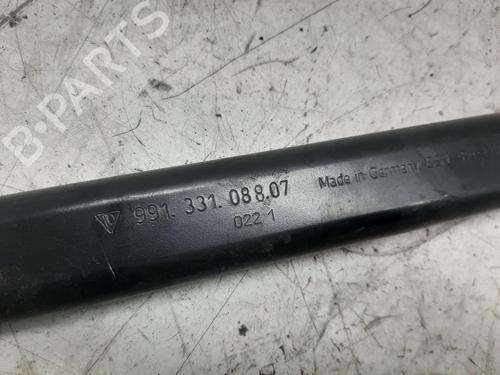 B-PARTS
991. 331. 088.07
022 1
Made in Germany